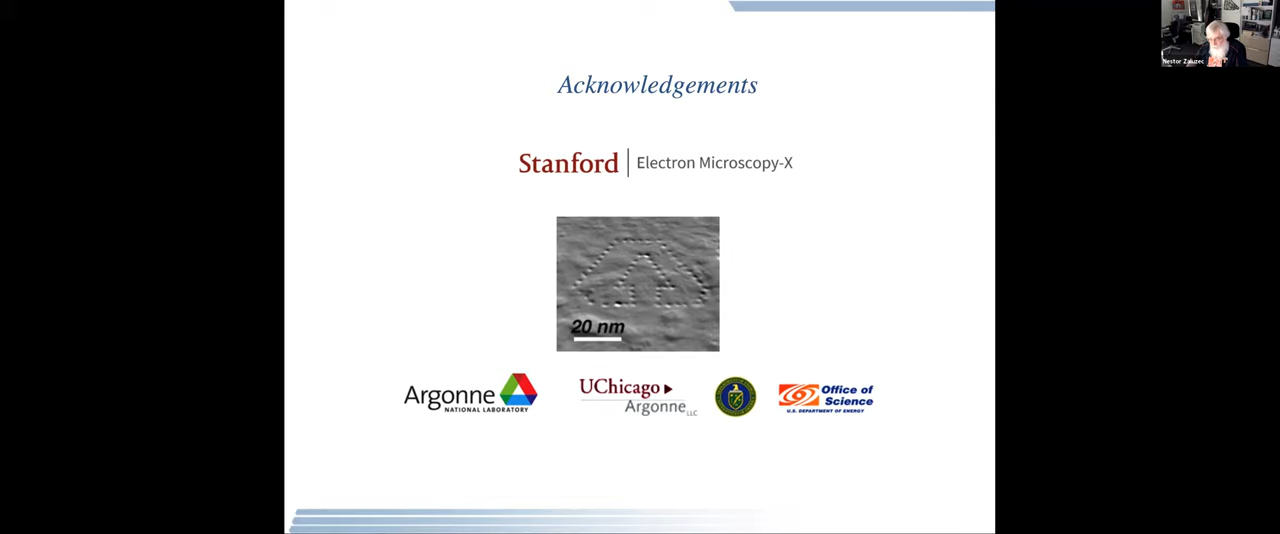 Acknowledgements
Stanford | Electron Microscopy-X
20 nm
Argonne
NATIONAL LABORATORY
UChicago
Argonne LLC
Office of
Science
U.S. DEPARTMENT OF ENERGY
Nestor Zaluzec